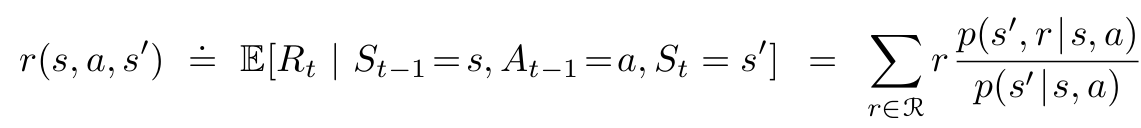 r(s, a, s′) ≐ 𝔼[R_t | S_{t−1}=s, A_{t−1}=a, S_t = s′] = ∑_{r∈ℛ} r p(s′, r|s, a) / p(s′|s, a)